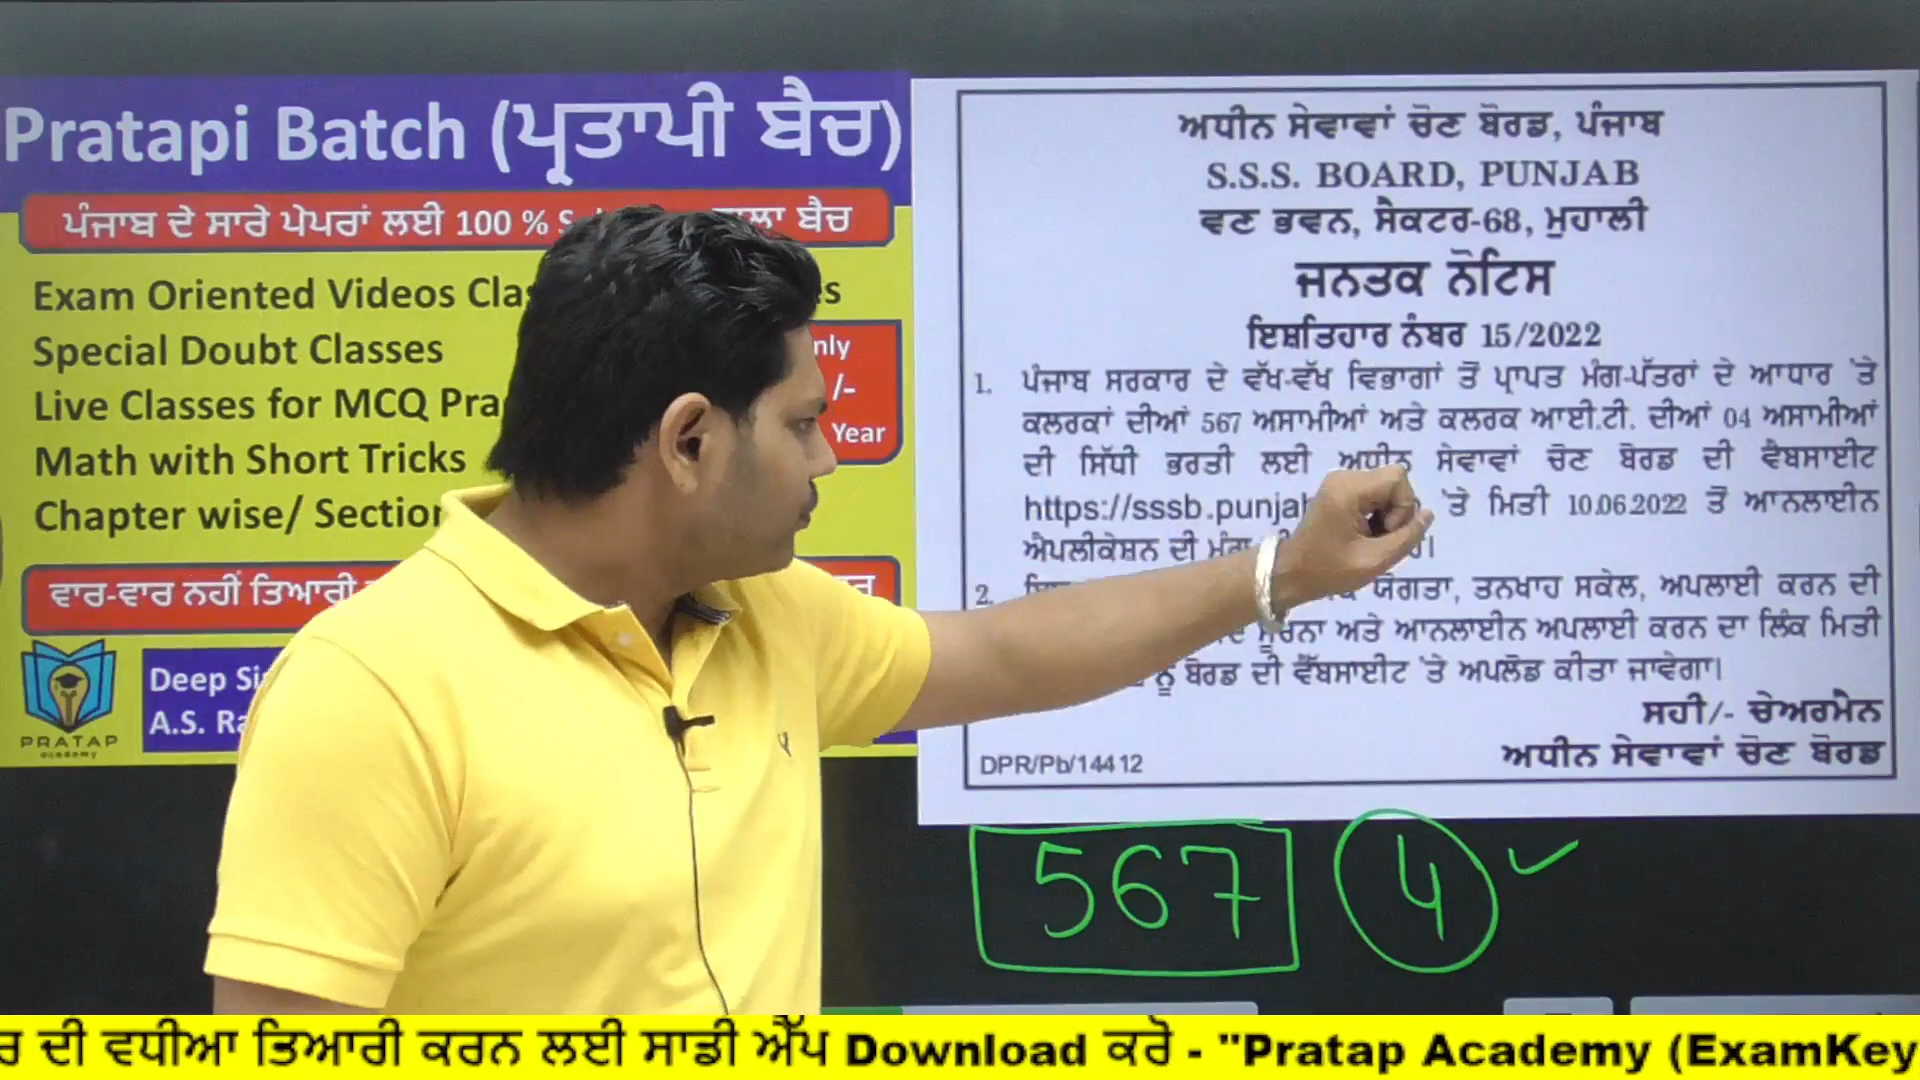 Pratapi Batch (ਪ੍ਰਤਾਪੀ ਬੈਚ)
ਪੰਜਾਬ ਦੇ ਸਾਰੇ ਪੇਪਰਾਂ ਲਈ 100 % ਬੈਚ
Exam Oriented Videos
Special Doubt Classes
Live Classes for MCQ
Math with Short Tricks
Chapter wise/
/-
Year
ਵਾਰ-ਵਾਰ ਨਹੀਂ ਤਿਆਰੀ
Deep
A.S.
PRATAP
academy
ਅਧੀਨ ਸੇਵਾਵਾਂ ਚੋਣ ਬੋਰਡ, ਪੰਜਾਬ
S.S.S. BOARD, PUNJAB
ਵਣ ਭਵਨ, ਸੈਕਟਰ-68, ਮੁਹਾਲੀ
ਜਨਤਕ ਨੋਟਿਸ
ਇਸ਼ਤਿਹਾਰ ਨੰਬਰ 15/2022
1. ਪੰਜਾਬ ਸਰਕਾਰ ਦੇ ਵੱਖ-ਵੱਖ ਵਿਭਾਗਾਂ ਤੋਂ ਪ੍ਰਾਪਤ ਮੰਗ-ਪੱਤਰਾਂ ਦੇ ਆਧਾਰ 'ਤੇ
ਕਲਰਕਾਂ ਦੀਆਂ 567 ਅਸਾਮੀਆਂ ਅਤੇ ਕਲਰਕ ਆਈ.ਟੀ. ਦੀਆਂ 04 ਅਸਾਮੀਆਂ
ਦੀ ਸਿੱਧੀ ਭਰਤੀ ਲਈ ਅਧੀਨ ਸੇਵਾਵਾਂ ਚੋਣ ਬੋਰਡ ਦੀ ਵੈਬਸਾਈਟ
https://sssb.punjab 'ਤੇ ਮਿਤੀ 10.06.2022 ਤੋਂ ਆਨਲਾਈਨ
ਐਪਲੀਕੇਸ਼ਨ ਦੀ
2. ਯੋਗਤਾ, ਤਨਖਾਹ ਸਕੇਲ, ਅਪਲਾਈ ਕਰਨ ਦੀ
ਸੂਚਨਾ ਅਤੇ ਆਨਲਾਈਨ ਅਪਲਾਈ ਕਰਨ ਦਾ ਲਿੰਕ ਮਿਤੀ
ਨੂੰ ਬੋਰਡ ਦੀ ਵੈੱਬਸਾਈਟ 'ਤੇ ਅਪਲੋਡ ਕੀਤਾ ਜਾਵੇਗਾ।
ਸਹੀ/- ਚੇਅਰਮੈਨ
ਅਧੀਨ ਸੇਵਾਵਾਂ ਚੋਣ ਬੋਰਡ
DPR/Pb/14412
567 4
ਦੀ ਵਧੀਆ ਤਿਆਰੀ ਕਰਨ ਲਈ ਸਾਡੀ ਐੱਪ Download ਕਰੋ - "Pratap Academy (ExamKey